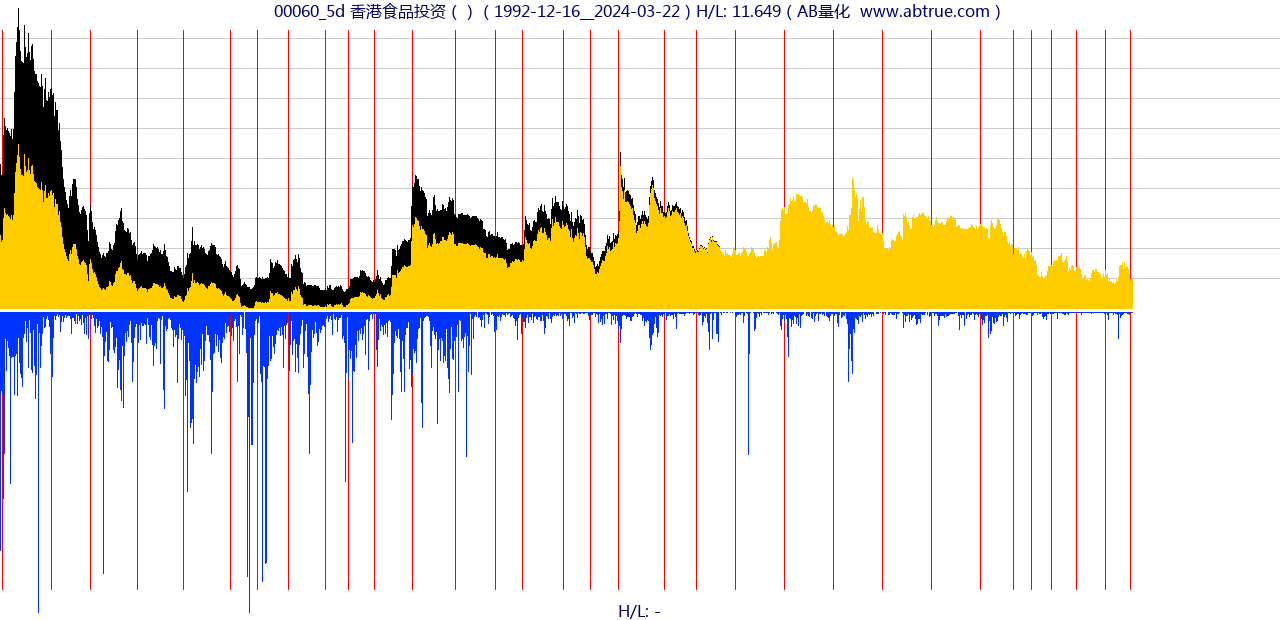 00060_5d 香港食品投资 ( ) ( 1992-12-16__2024-03-22 ) H/L: 11.649 ( AB量化  www.abtrue.com )
H/L: -